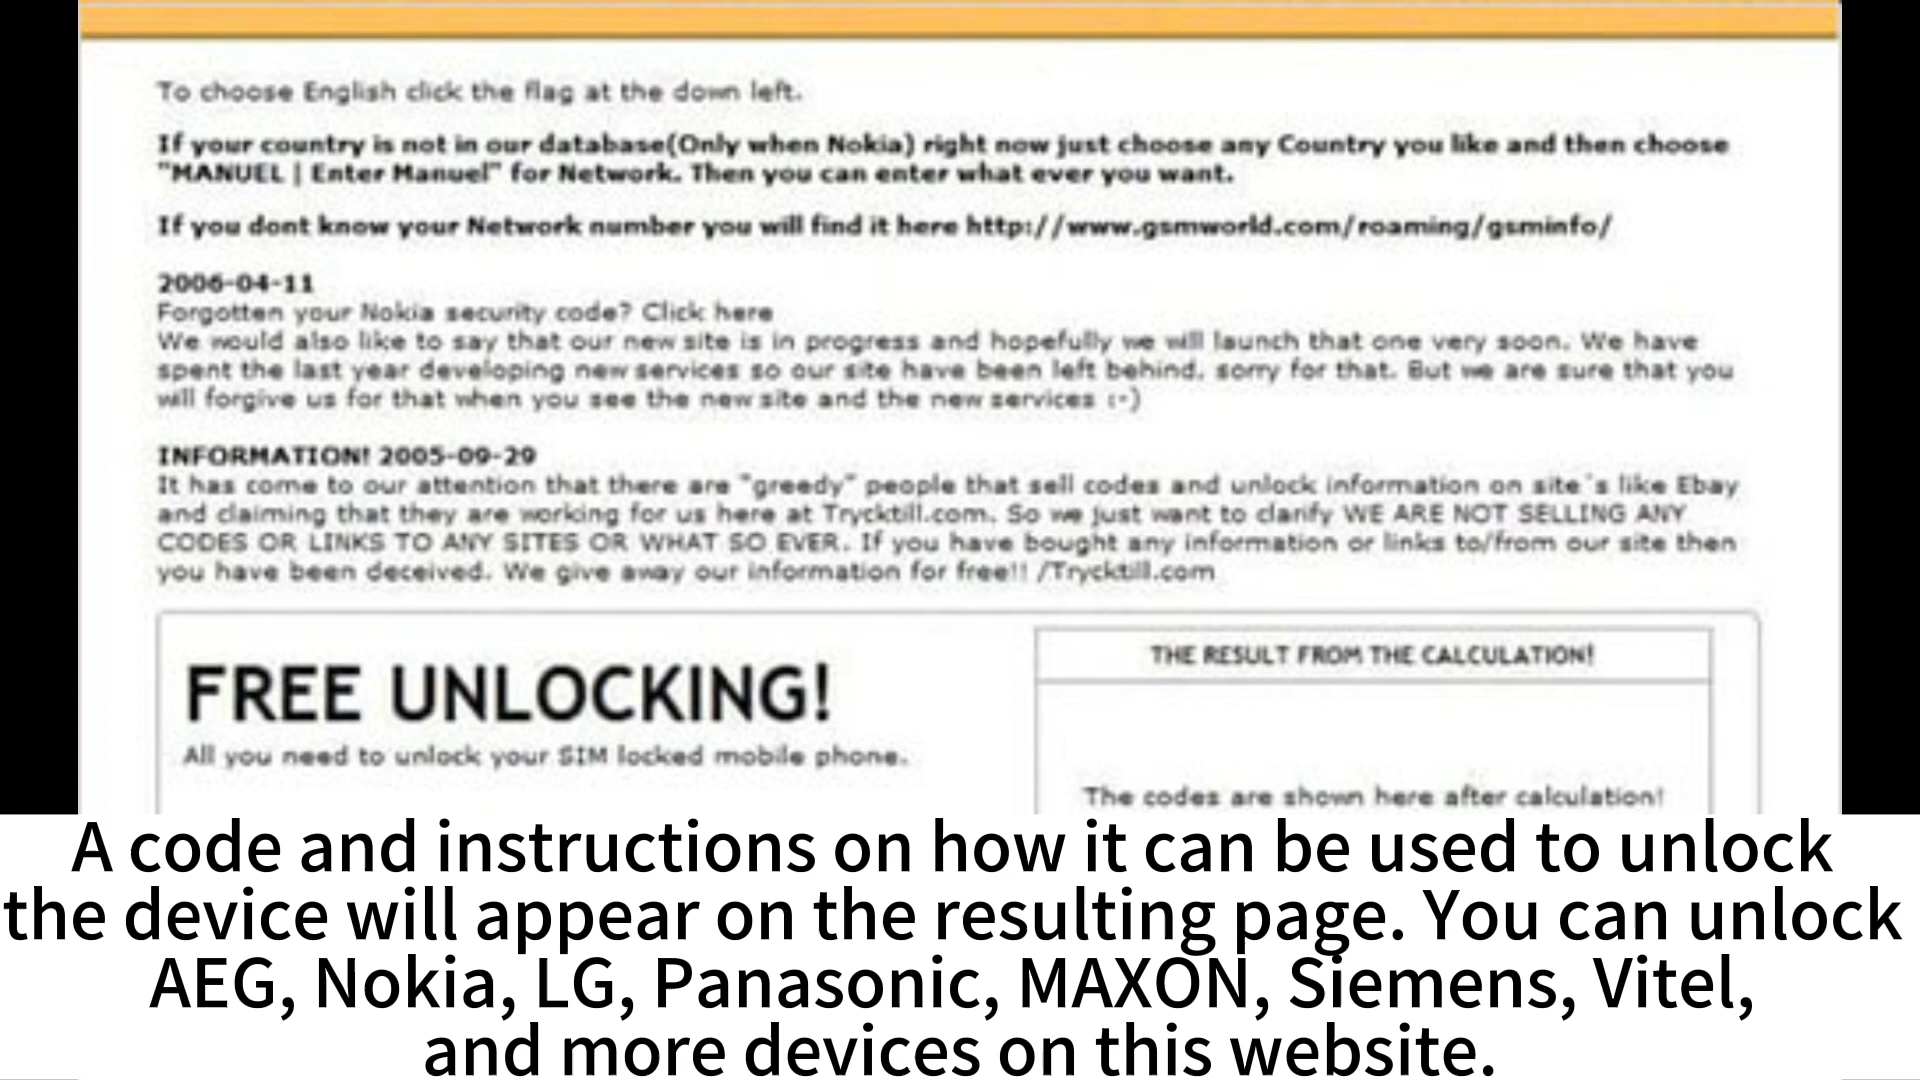 To choose English click the flag at the down left.
If your country is not in our database(Only when Nokia) right now just choose any Country you like and then choose
"MANUEL | Enter Manuel" for Network. Then you can enter what ever you want.
If you dont know your Network number you will find it here http://www.gsmworld.com/roaming/gsminfo/
2006-04-11
Forgotten your Nokia security code? Click here
We would also like to say that our new site is in progress and hopefully we will launch that one very soon. We have
spent the last year developing new services so our site have been left behind, sorry for that. But we are sure that you
will forgive us for that when you see the new site and the new services :-)
INFORMATION! 2005-09-29
It has come to our attention that there are "greedy" people that sell codes and unlock information on site´s like Ebay
and claiming that they are working for us here at Trycktill.com. So we just want to clarify WE ARE NOT SELLING ANY
CODES OR LINKS TO ANY SITES OR WHAT SO EVER. If you have bought any information or links to/from our site then
you have been deceived. We give away our information for free!! /Trycktill.com
FREE UNLOCKING!
All you need to unlock your SIM locked mobile phone.
THE RESULT FROM THE CALCULATION!
The codes are shown here after calculation!
A code and instructions on how it can be used to unlock
the device will appear on the resulting page. You can unlock
AEG, Nokia, LG, Panasonic, MAXON, Siemens, Vitel,
and more devices on this website.